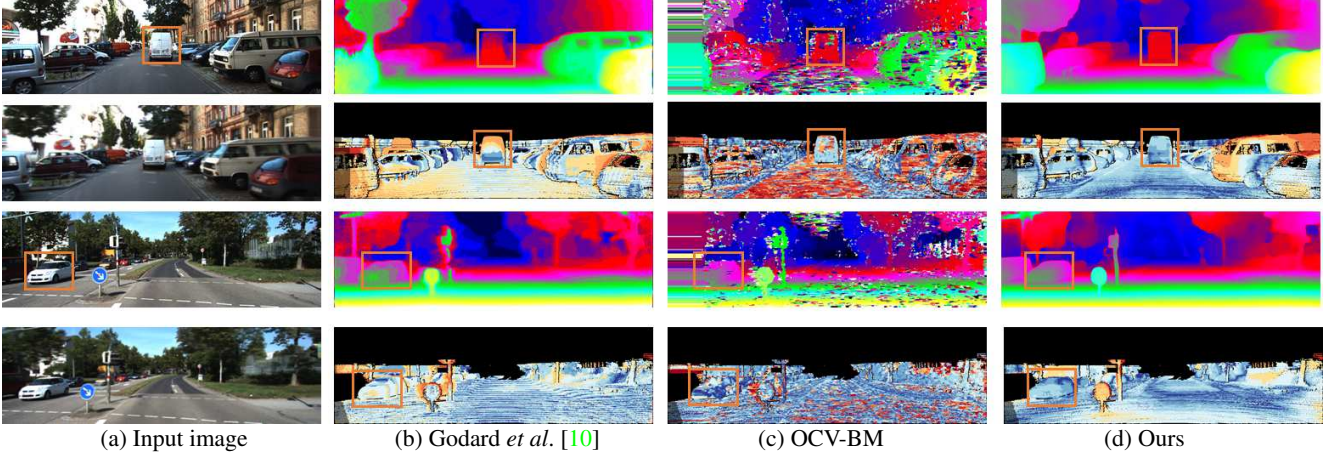 (a) Input image
(b) Godard et al. [10]
(c) OCV-BM
(d) Ours